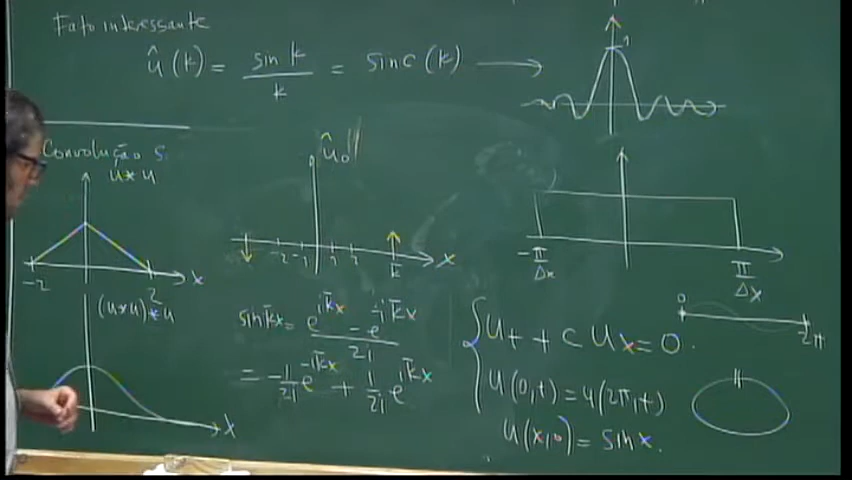 Fato interessante
û(k) = sin k / k = sinc(k) ⟶
1
Convolução s
u*u
-2
2
x
û₀
-2 -1 1 2 k x
-π/Δx π/Δx
0
2π
(u*u)*u
x
sin k̄x = (e^{ik̄x} - e^{-ik̄x}) / 2i
= -1/2i e^{-ik̄x} + 1/2i e^{ik̄x}
{ U_t + c U_x = 0.
U(0,t) = U(2π,t)
U(x,0) = sin x.